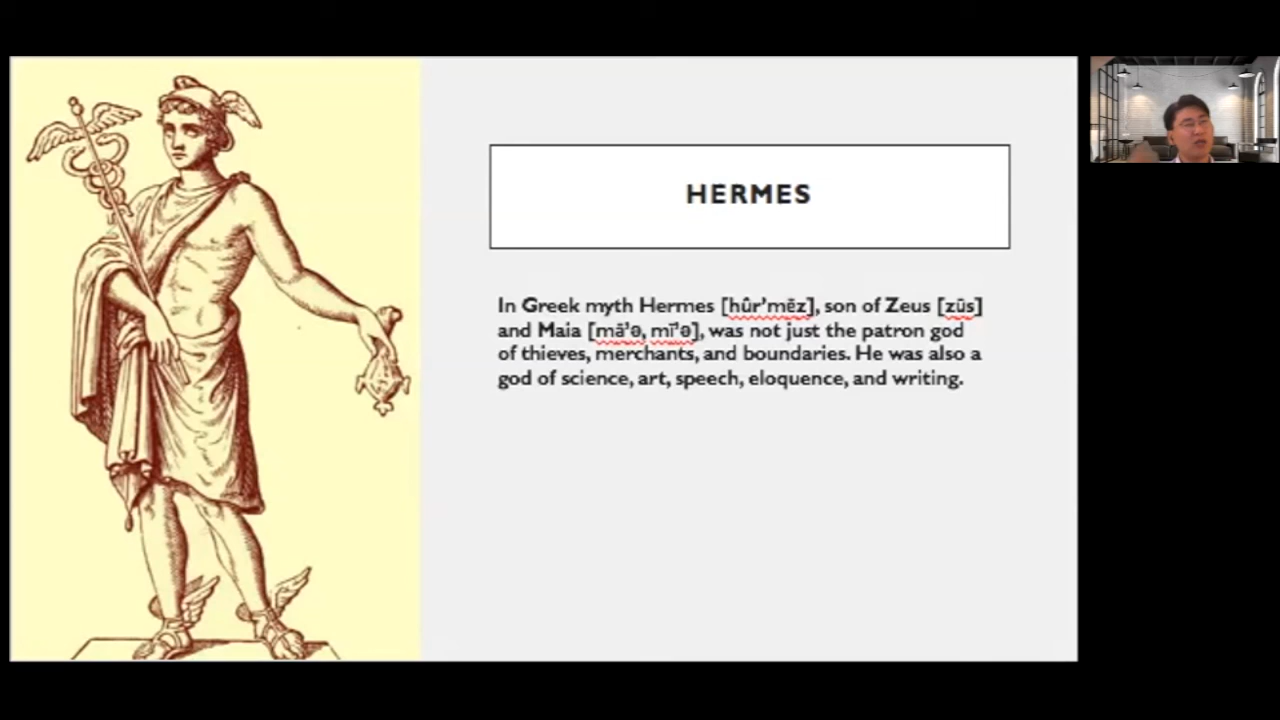 HERMES
In Greek myth Hermes [hûr'mēz], son of Zeus [zūs]
and Maia [mā'ə, mī'ə], was not just the patron god
of thieves, merchants, and boundaries. He was also a
god of science, art, speech, eloquence, and writing.